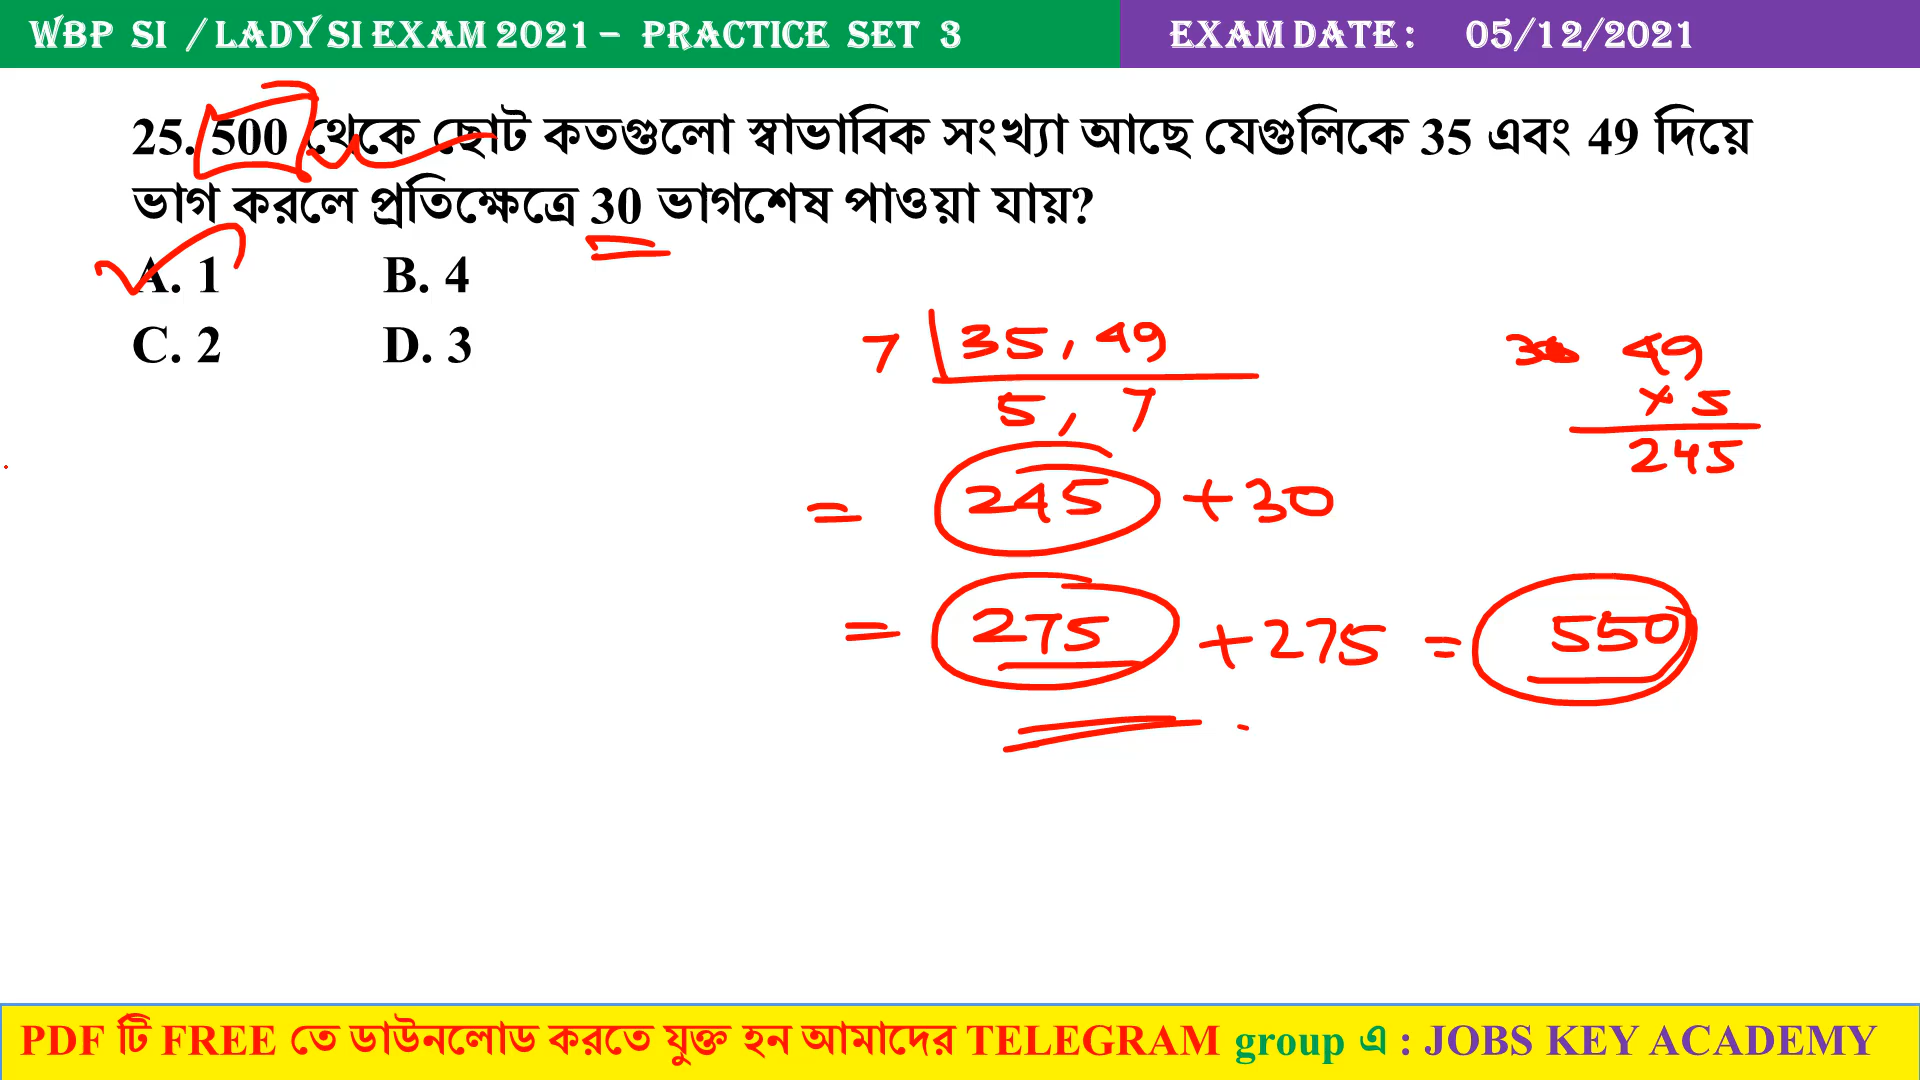 WBP SI / LADY SI EXAM 2021 – PRACTICE SET 3
EXAM DATE : 05/12/2021
25. 500 থেকে ছোট কতগুলো স্বাভাবিক সংখ্যা আছে যেগুলিকে 35 এবং 49 দিয়ে
ভাগ করলে প্রতিক্ষেত্রে 30 ভাগশেষ পাওয়া যায়?
A. 1 B. 4
C. 2 D. 3
7 35, 49
5, 7
= 245 + 30
= 275 + 275 = 550
49
× 5
245
PDF টি FREE তে ডাউনলোড করতে যুক্ত হন আমাদের TELEGRAM group এ : JOBS KEY ACADEMY